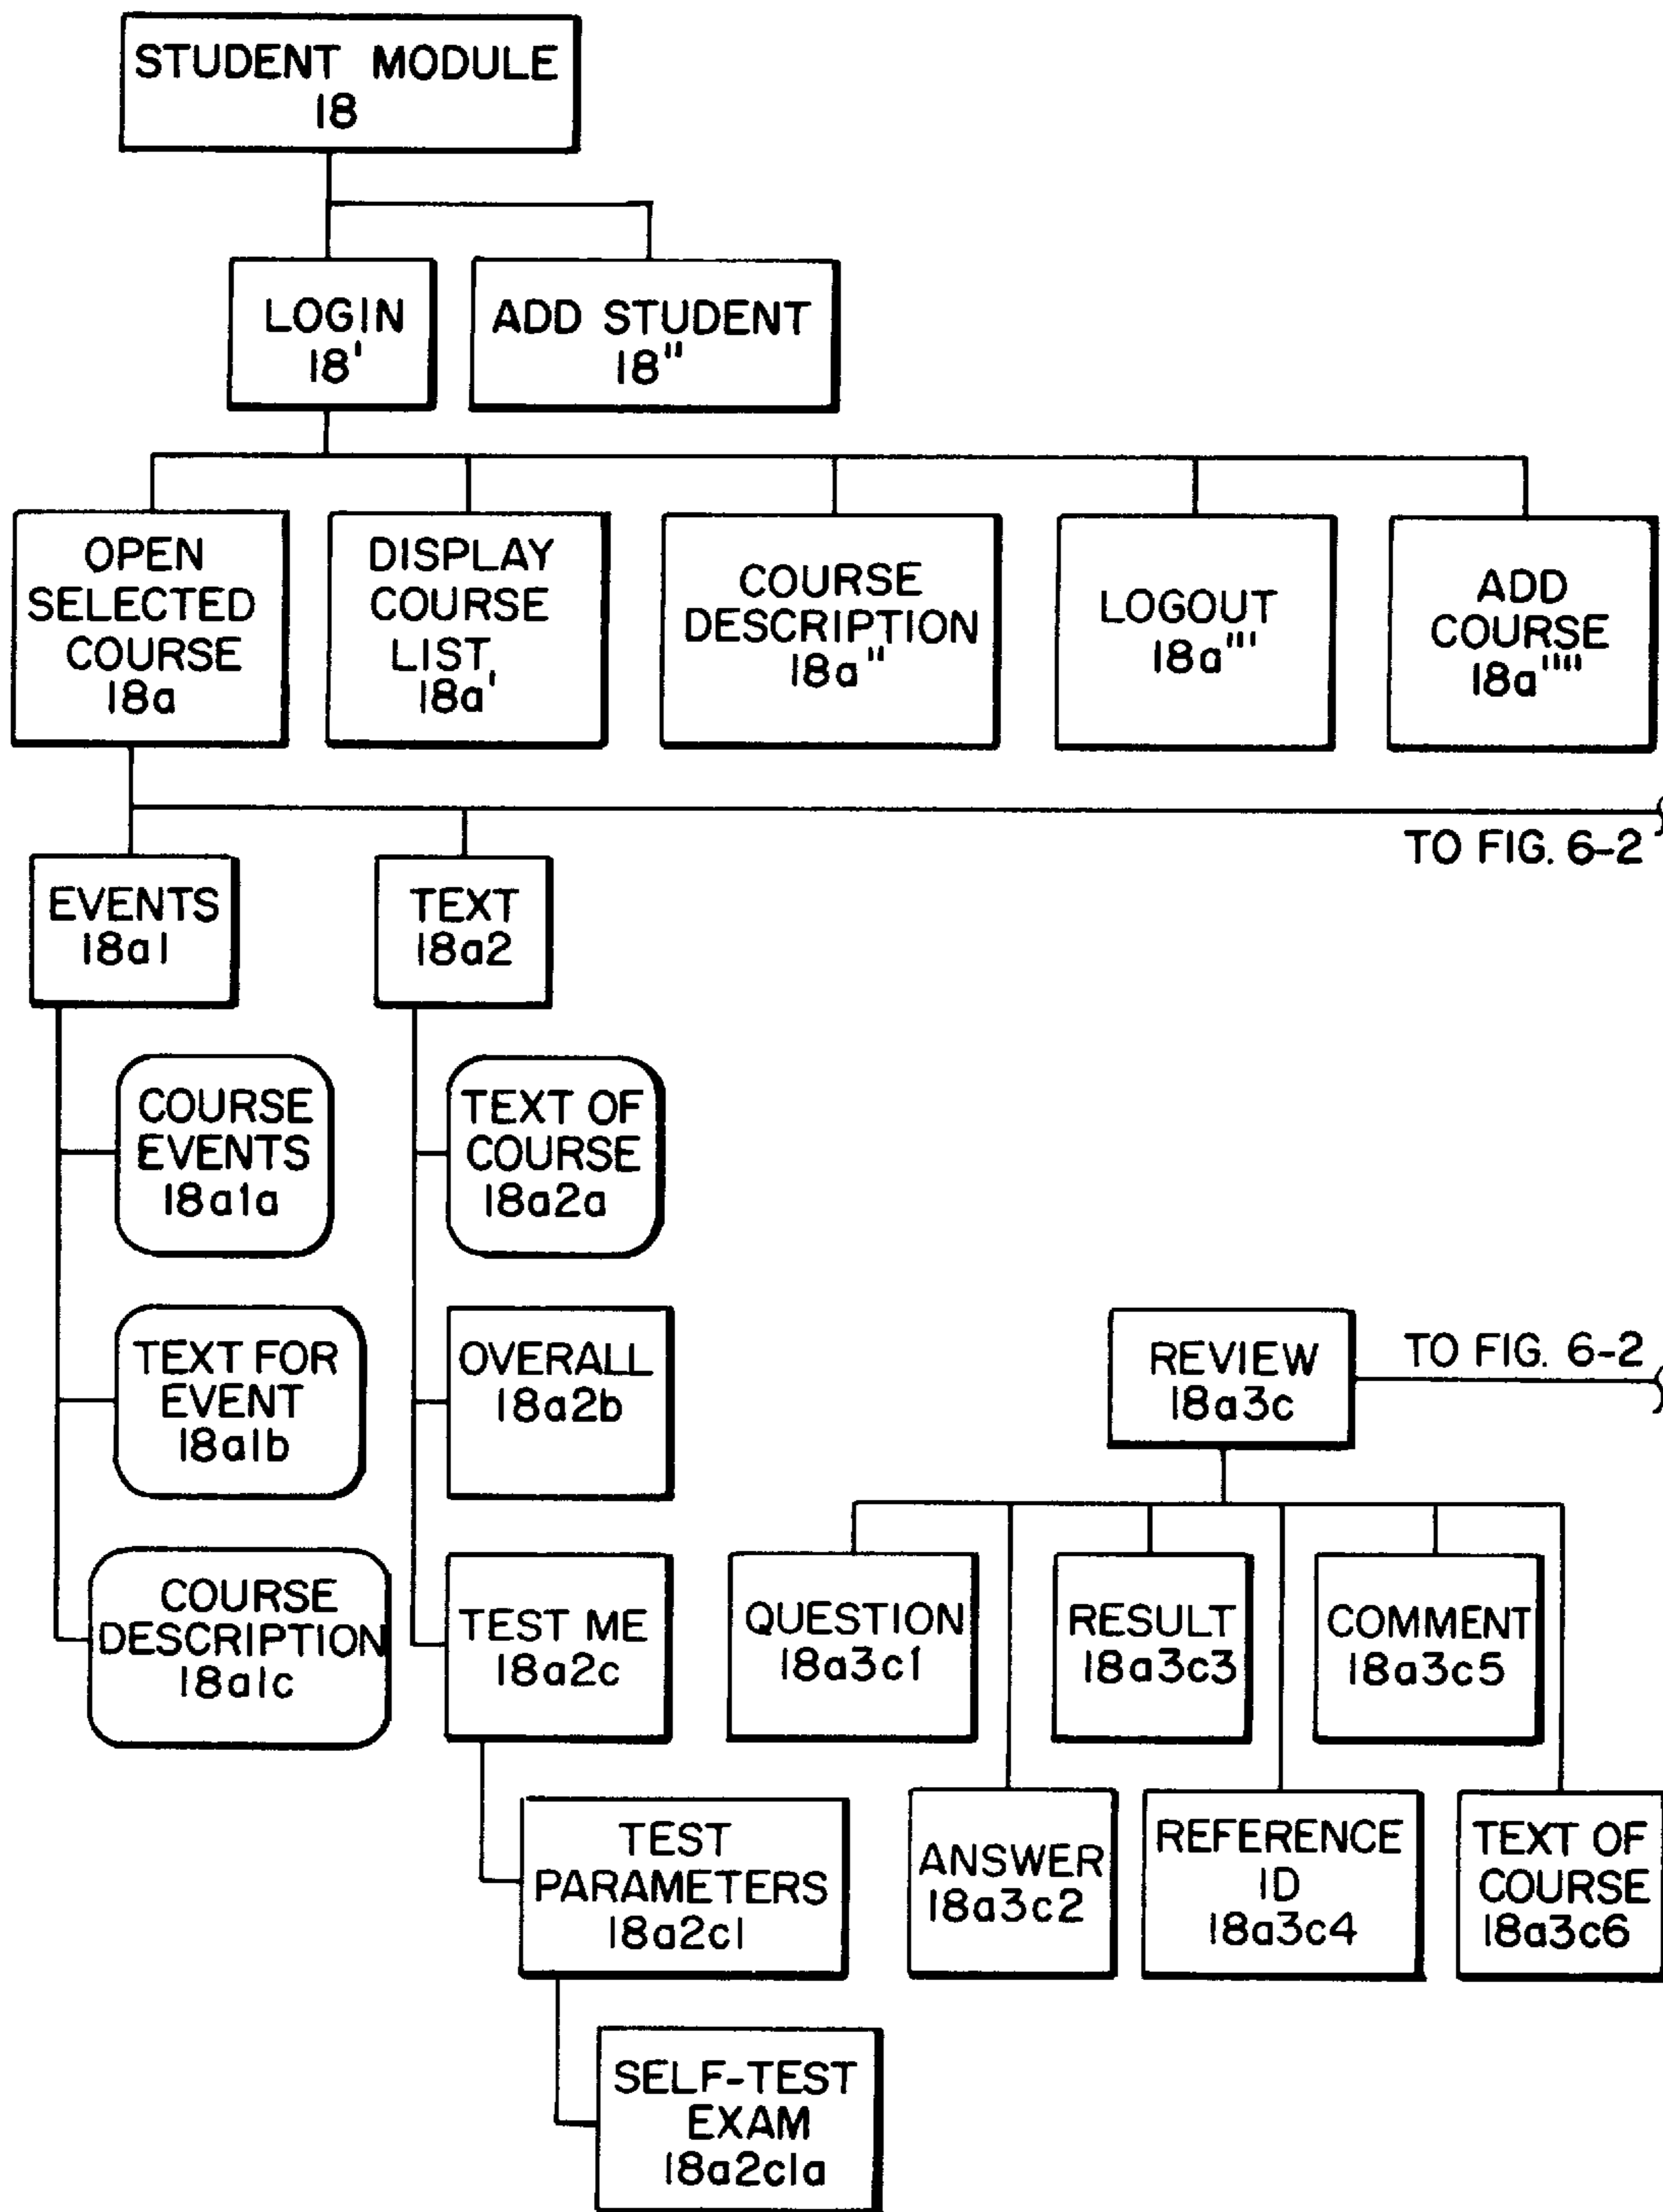 STUDENT MODULE
18
LOGIN
18'
ADD STUDENT
18"
OPEN
SELECTED
COURSE
18a
DISPLAY
COURSE
LIST
18a'
COURSE
DESCRIPTION
18a"
LOGOUT
18a"'
ADD
COURSE
18a""
TO FIG. 6-2
EVENTS
18a1
TEXT
18a2
COURSE
EVENTS
18a1a
TEXT OF
COURSE
18a2a
TEXT FOR
EVENT
18a1b
OVERALL
18a2b
REVIEW
18a3c
TO FIG. 6-2
COURSE
DESCRIPTION
18a1c
TEST ME
18a2c
QUESTION
18a3c1
RESULT
18a3c3
COMMENT
18a3c5
TEST
PARAMETERS
18a2c1
ANSWER
18a3c2
REFERENCE
ID
18a3c4
TEXT OF
COURSE
18a3c6
SELF-TEST
EXAM
18a2c1a